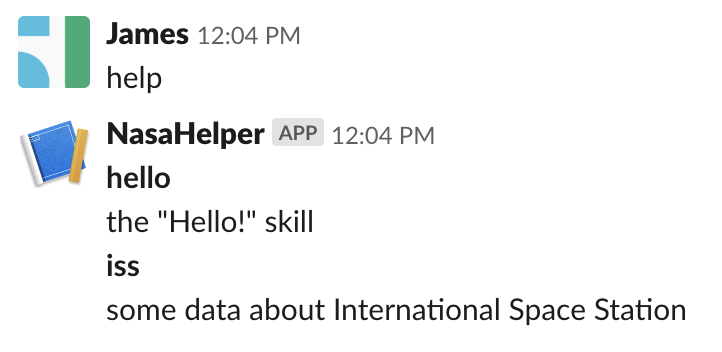 James 12:04 PM
help
NasaHelper APP 12:04 PM
hello
the "Hello!" skill
iss
some data about International Space Station